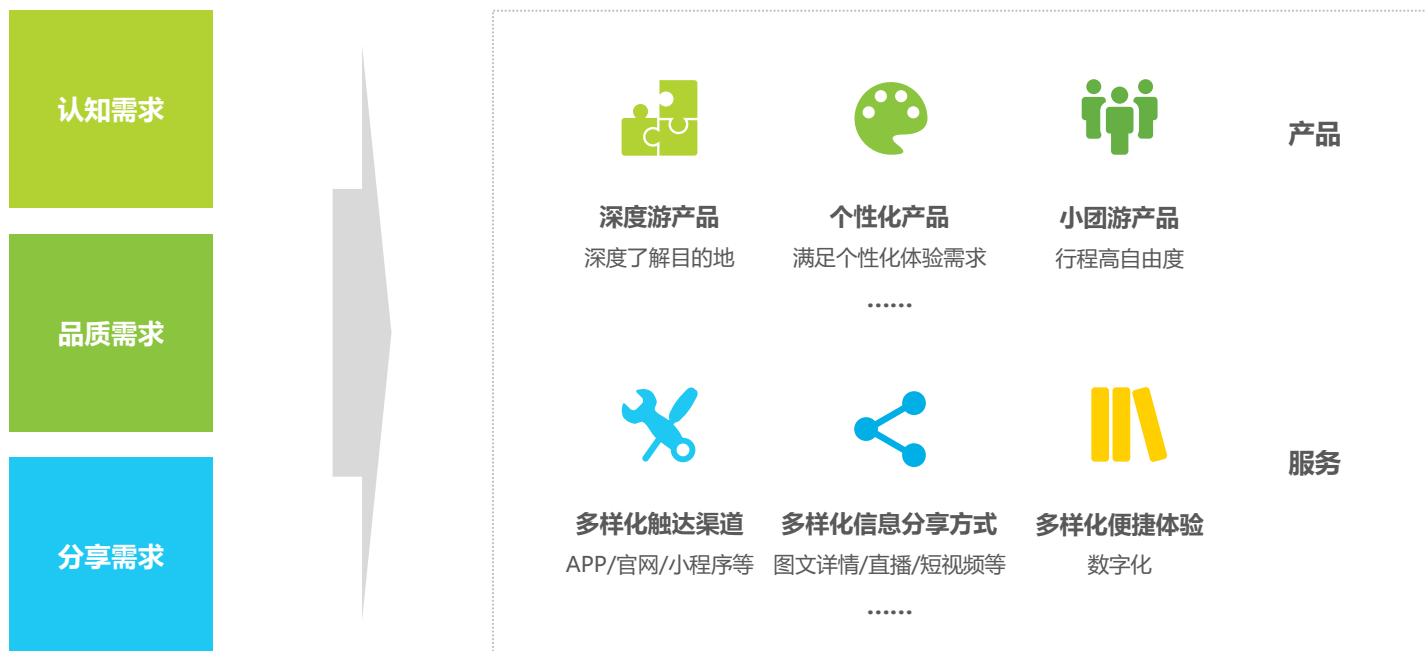 认知需求
品质需求
分享需求
产品
深度游产品
个性化产品
小团游产品
深度了解目的地
满足个性化体验需求
行程高自由度
……
服务
多样化触达渠道
多样化信息分享方式
多样化便捷体验
APP/官网/小程序等
图文详情/直播/短视频等
数字化
……